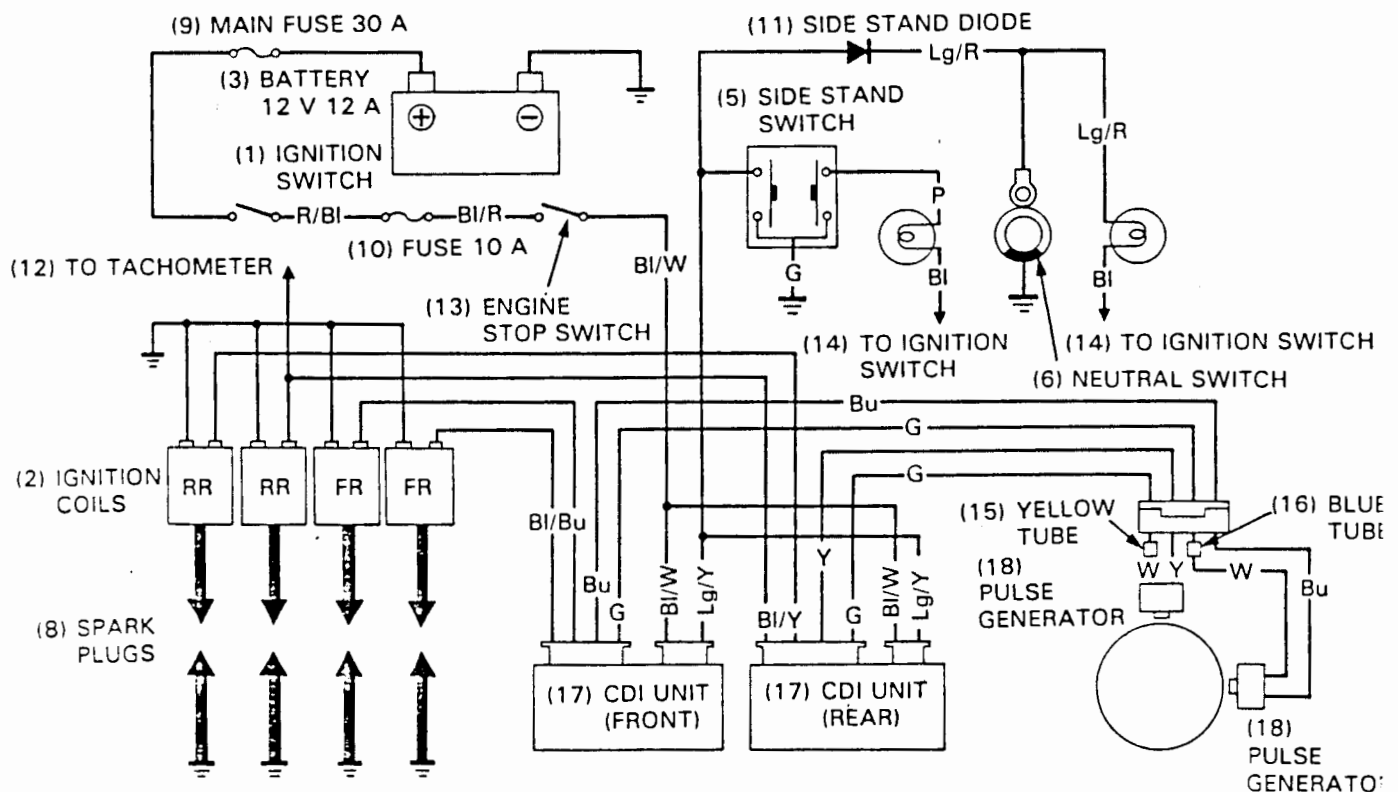 (9) MAIN FUSE 30 A
(11) SIDE STAND DIODE
Lg/R
(3) BATTERY
12 V 12 A
(5) SIDE STAND
SWITCH
Lg/R
(1) IGNITION
SWITCH
P
R/Bl
Bl/R
(10) FUSE 10 A
Bl/W
G
Bl
Bl
(12) TO TACHOMETER
(13) ENGINE
STOP SWITCH
(14) TO IGNITION
SWITCH
(14) TO IGNITION SWITCH
(6) NEUTRAL SWITCH
Bu
G
G
(2) IGNITION
COILS
RR
RR
FR
FR
(15) YELLOW
TUBE
(16) BLUE
TUBE
Bl/Bu
Bu
G
Bl/W
Lg/Y
Bl/Y
Y
G
Bl/W
Lg/Y
W
Y
W
Bu
(18)
PULSE
GENERATOR
(8) SPARK
PLUGS
(17) CDI UNIT
(FRONT)
(17) CDI UNIT
(REAR)
(18)
PULSE
GENERATO